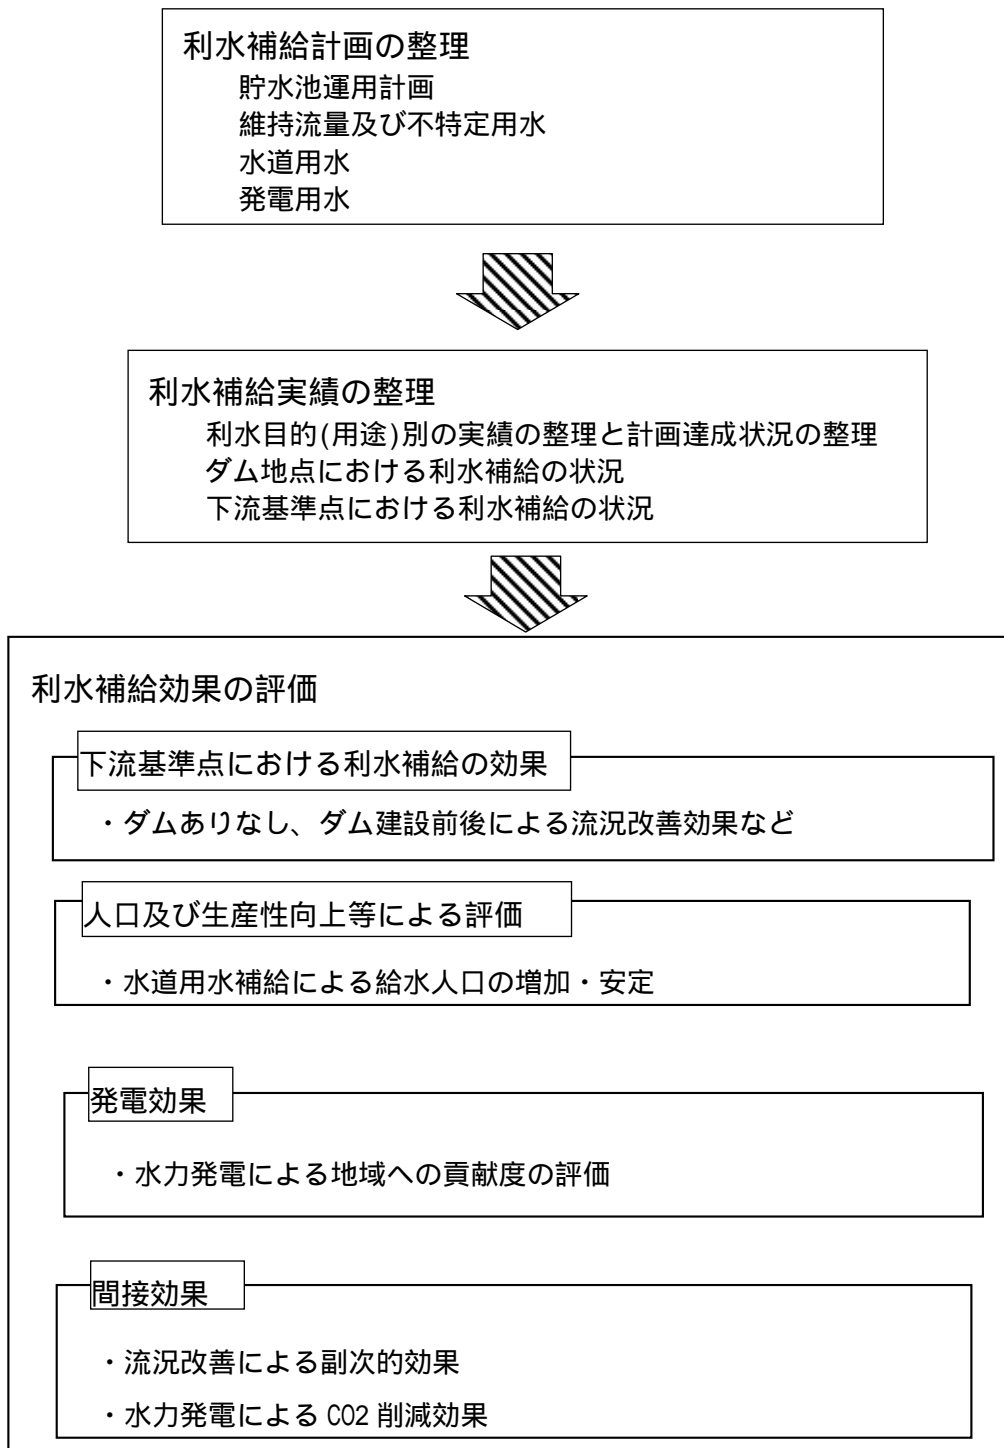 利水補給計画の整理
貯水池運用計画
維持流量及び不特定用水
水道用水
発電用水
利水補給実績の整理
利水目的(用途)別の実績の整理と計画達成状況の整理
ダム地点における利水補給の状況
下流基準点における利水補給の状況
利水補給効果の評価
下流基準点における利水補給の効果
・ダムありなし、ダム建設前後による流況改善効果など
人口及び生産性向上等による評価
・水道用水補給による給水人口の増加・安定
発電効果
・水力発電による地域への貢献度の評価
間接効果
・流況改善による副次的効果
・水力発電による CO2 削減効果